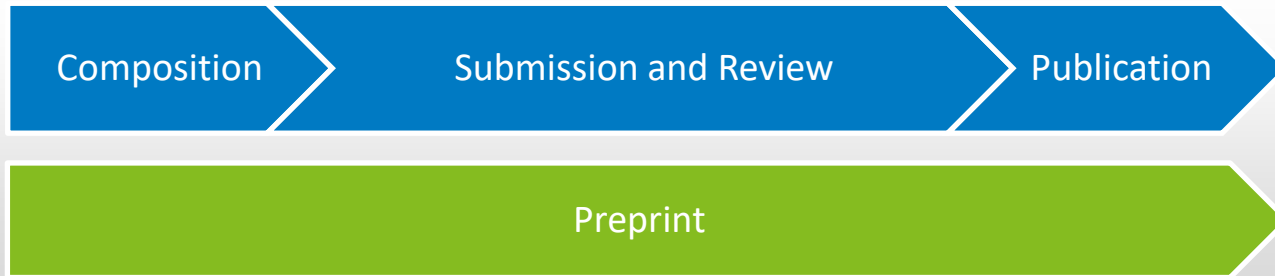 Composition
Submission and Review
Publication
Preprint